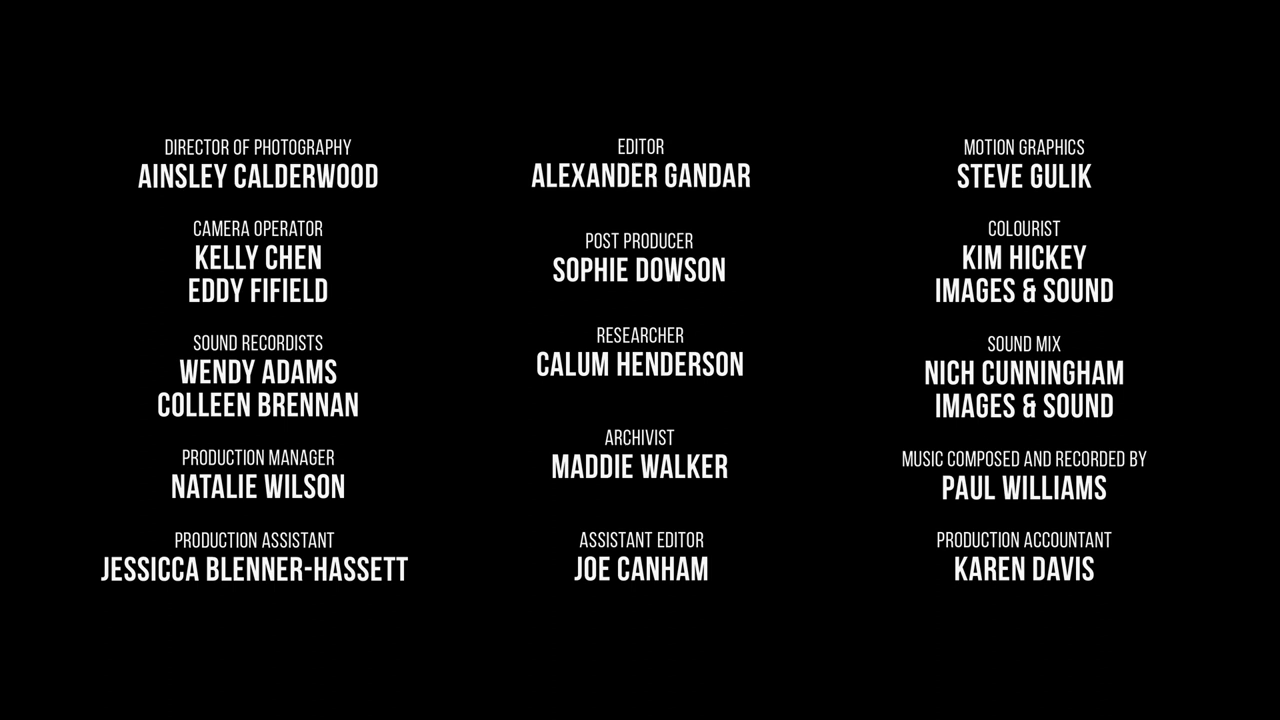 DIRECTOR OF PHOTOGRAPHY
AINSLEY CALDERWOOD
CAMERA OPERATOR
KELLY CHEN
EDDY FIFIELD
SOUND RECORDISTS
WENDY ADAMS
COLLEEN BRENNAN
PRODUCTION MANAGER
NATALIE WILSON
PRODUCTION ASSISTANT
JESSICCA BLENNER-HASSETT
EDITOR
ALEXANDER GANDAR
POST PRODUCER
SOPHIE DOWSON
RESEARCHER
CALUM HENDERSON
ARCHIVIST
MADDIE WALKER
ASSISTANT EDITOR
JOE CANHAM
MOTION GRAPHICS
STEVE GULIK
COLOURIST
KIM HICKEY
IMAGES & SOUND
SOUND MIX
NICH CUNNINGHAM
IMAGES & SOUND
MUSIC COMPOSED AND RECORDED BY
PAUL WILLIAMS
PRODUCTION ACCOUNTANT
KAREN DAVIS